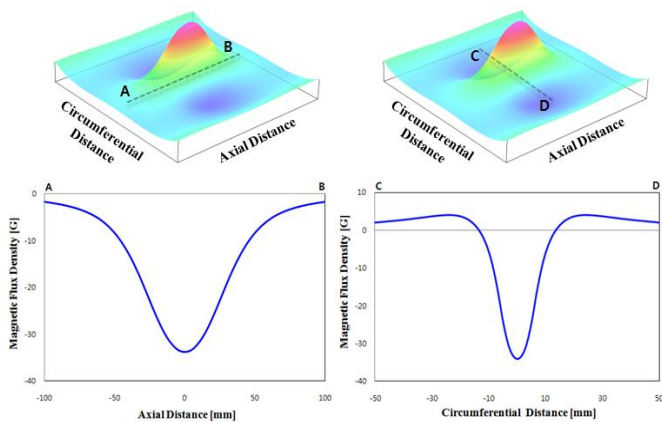 A
B
Circumferential
Distance
Axial Distance
C
D
Circumferential
Distance
Axial Distance
A
B
Magnetic Flux Density [G]
0
-10
-20
-30
-40
-100
-50
0
50
100
Axial Distance [mm]
C
D
Magnetic Flux Density [G]
10
0
-10
-20
-30
-40
-50
-30
-10
10
30
50
Circumferential Distance [mm]